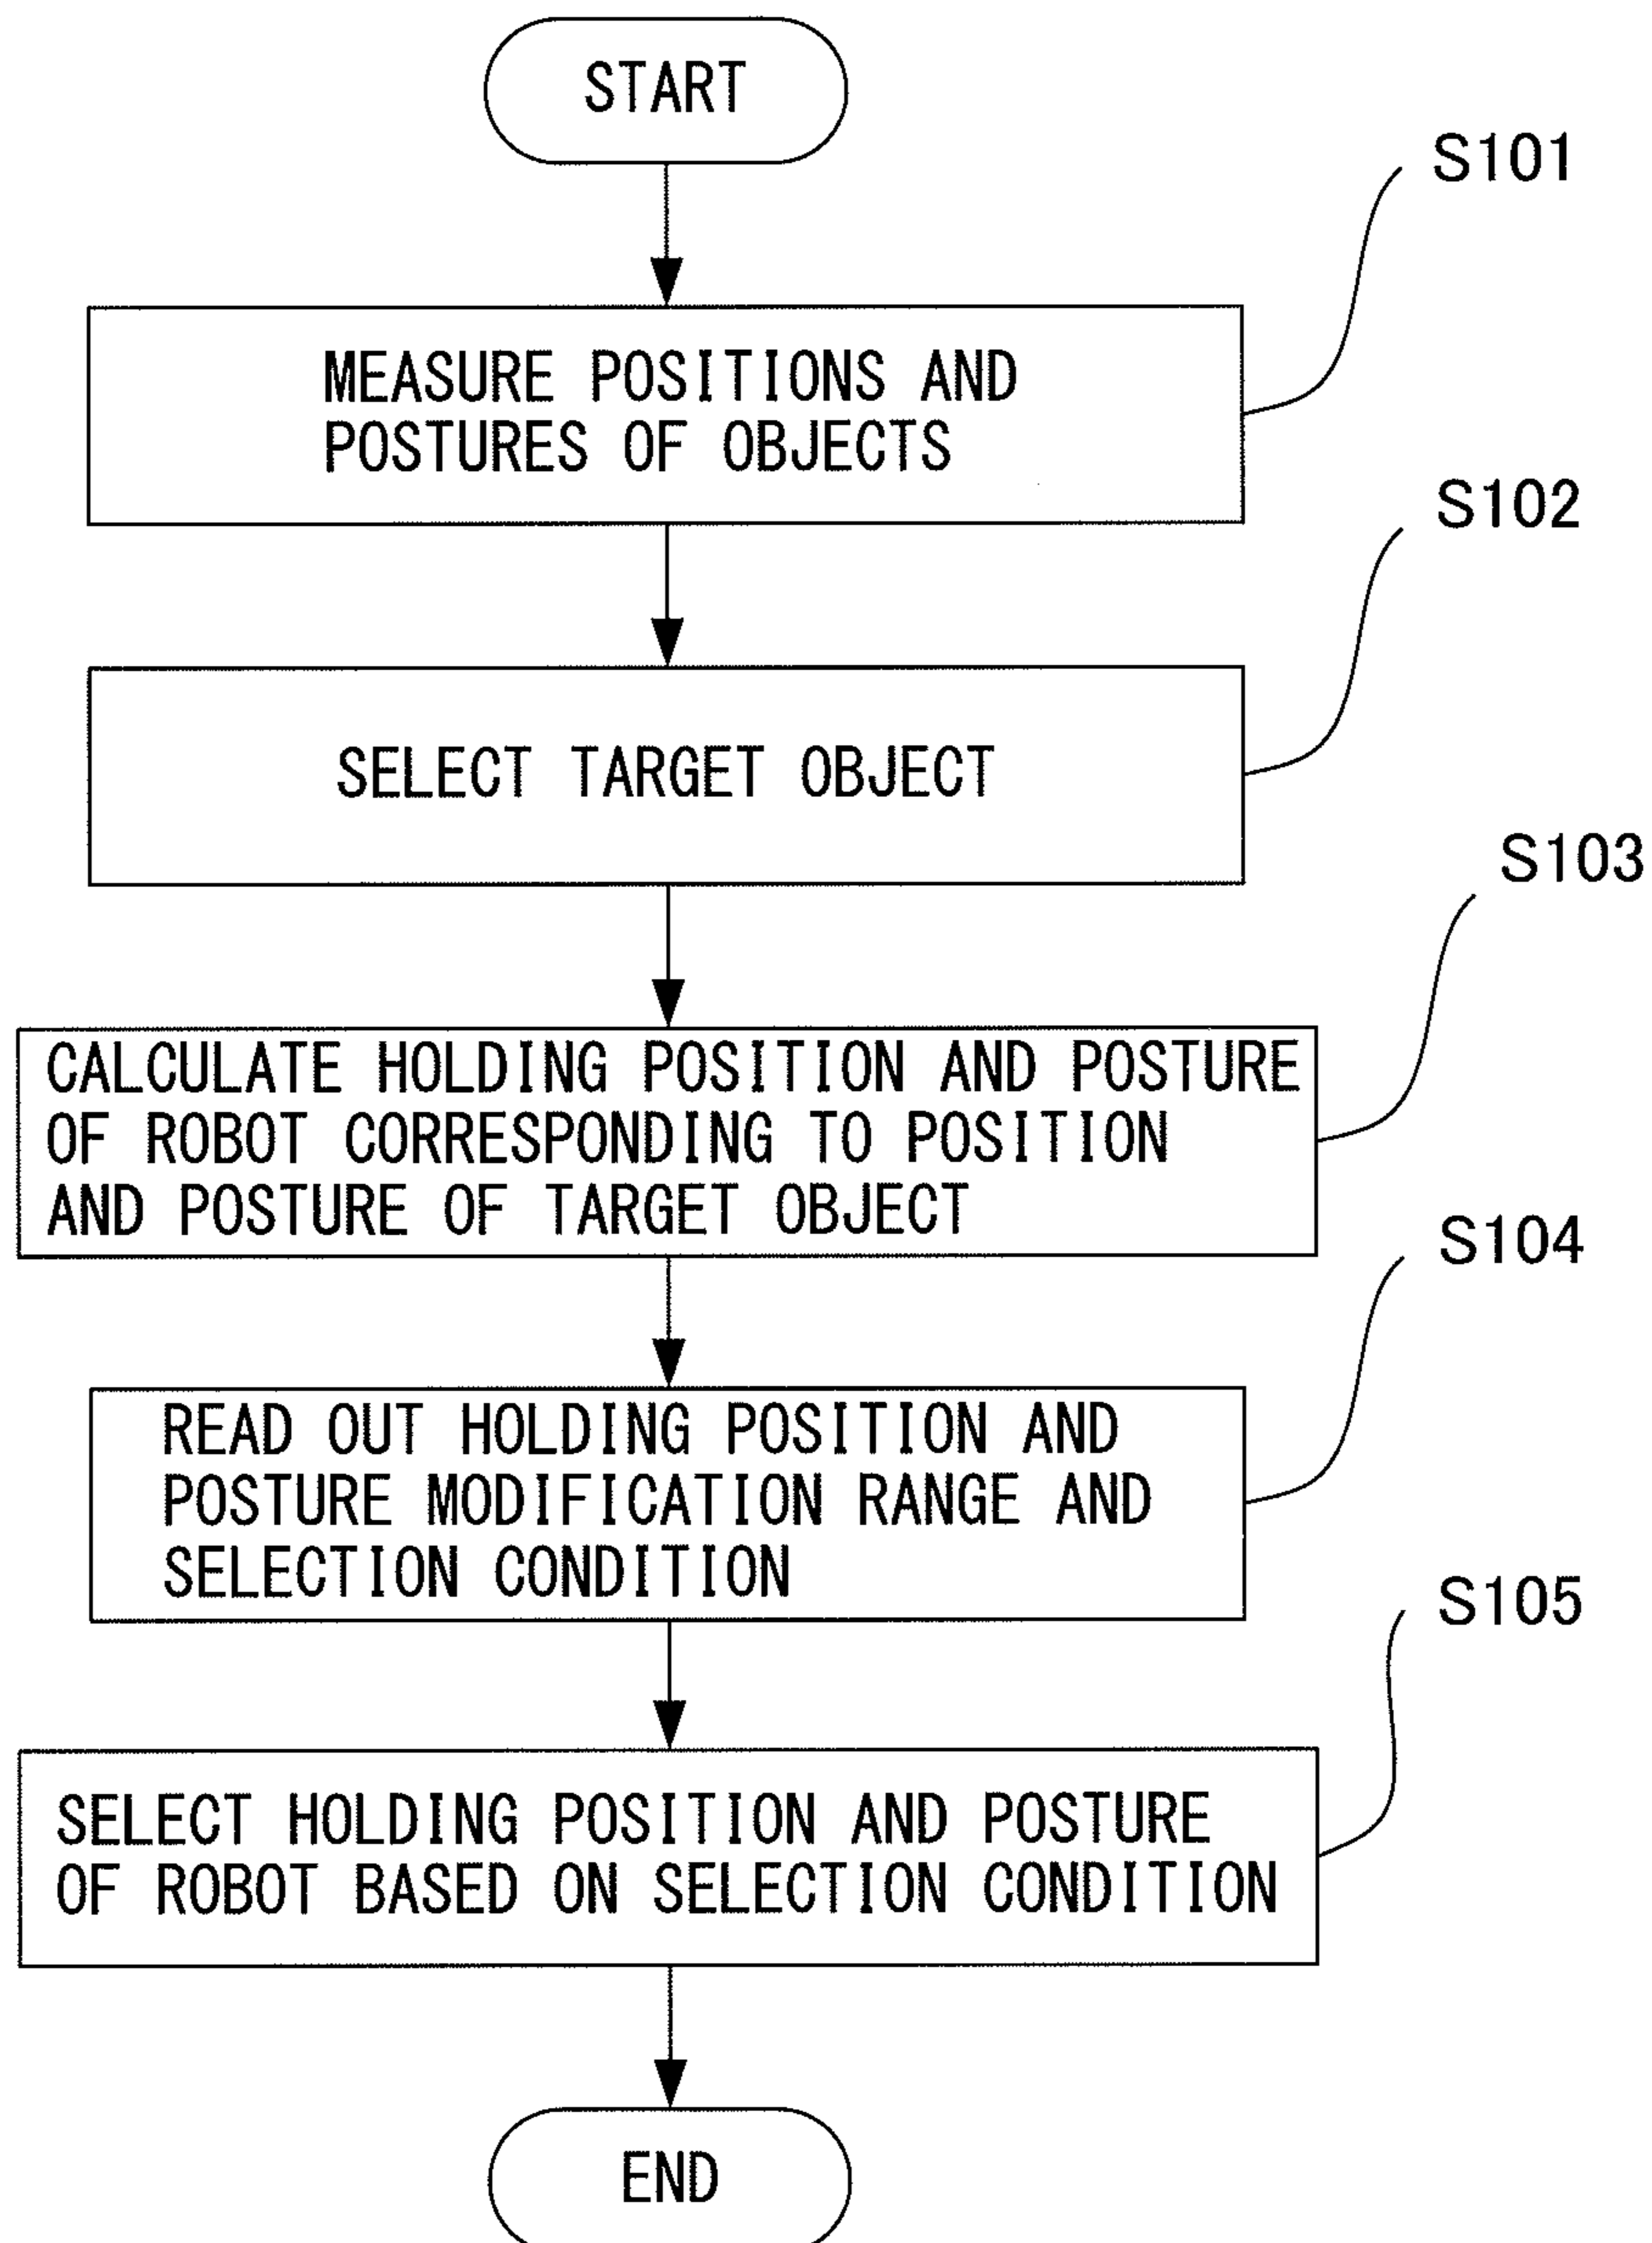 START
S101
MEASURE POSITIONS AND
POSTURES OF OBJECTS
S102
SELECT TARGET OBJECT
S103
CALCULATE HOLDING POSITION AND POSTURE
OF ROBOT CORRESPONDING TO POSITION
AND POSTURE OF TARGET OBJECT
S104
READ OUT HOLDING POSITION AND
POSTURE MODIFICATION RANGE AND
SELECTION CONDITION
S105
SELECT HOLDING POSITION AND POSTURE
OF ROBOT BASED ON SELECTION CONDITION
END